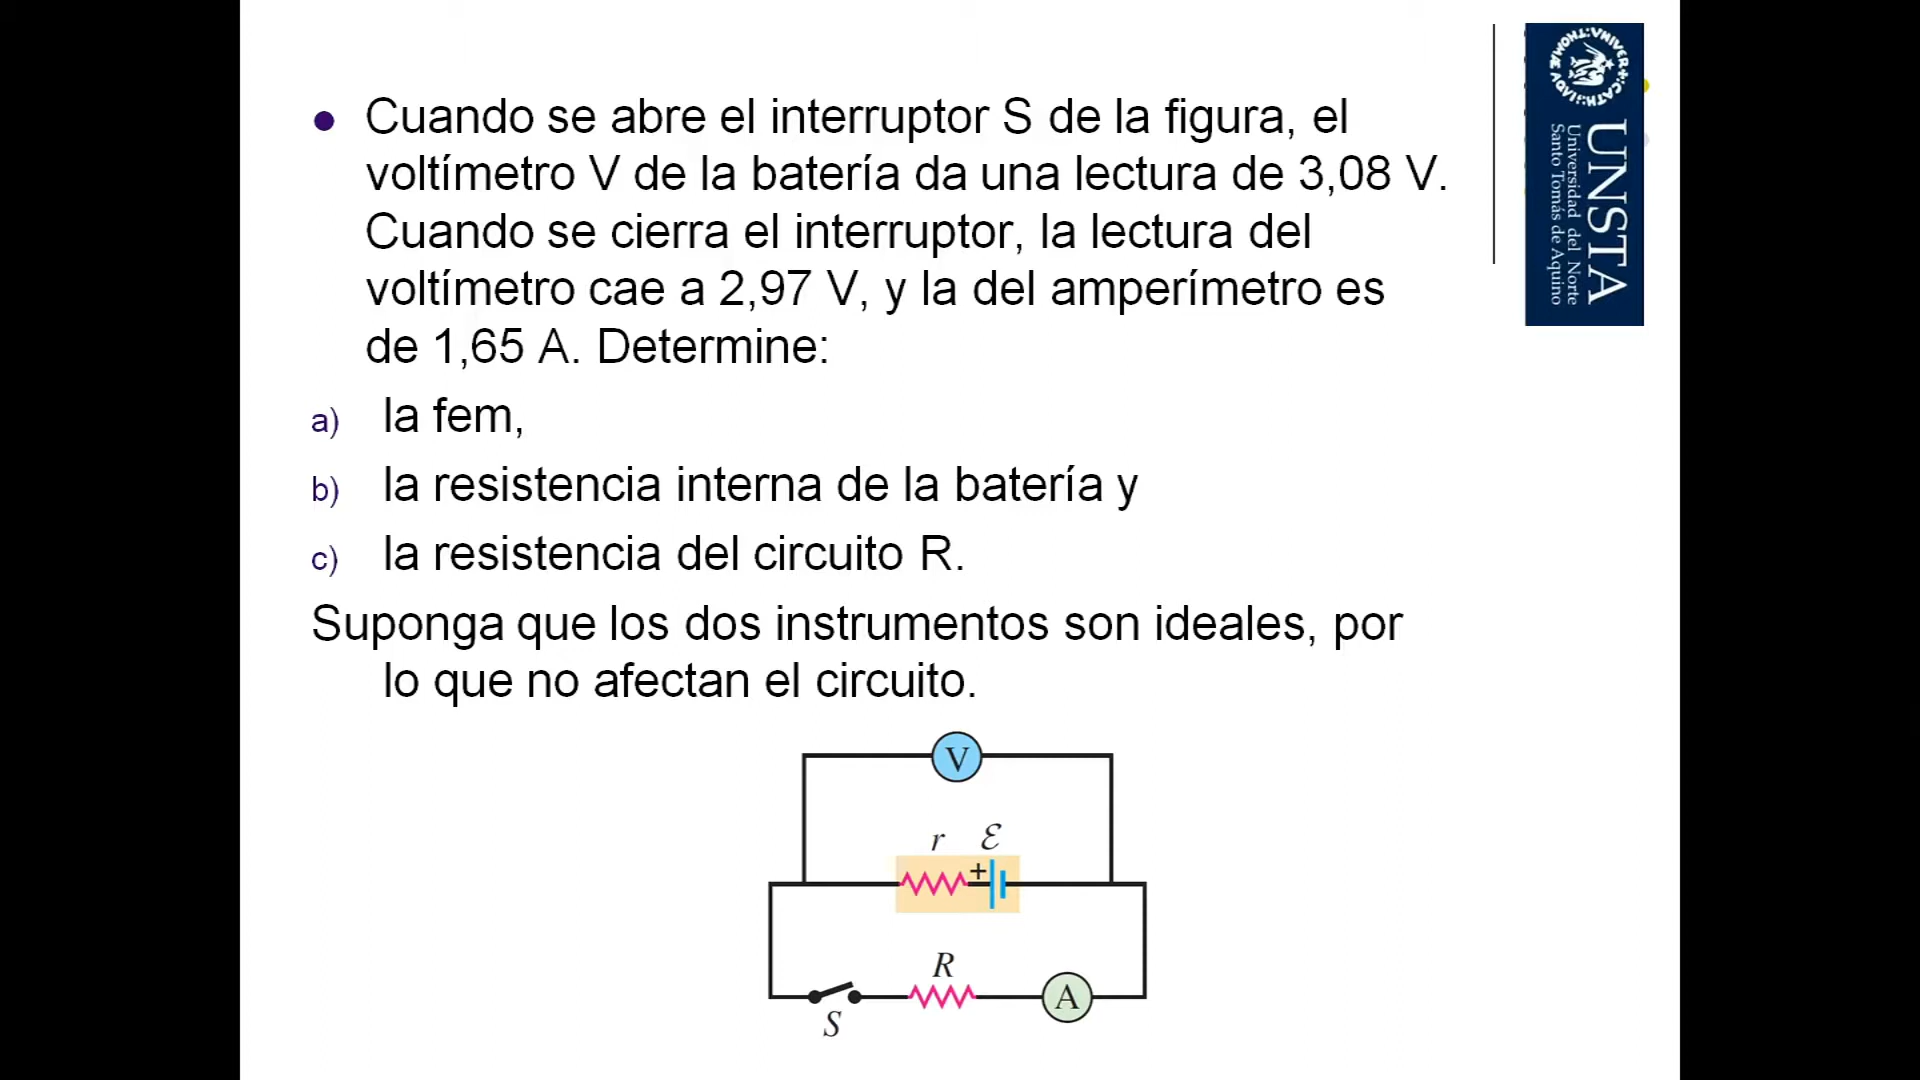 Cuando se abre el interruptor S de la figura, el
voltímetro V de la batería da una lectura de 3,08 V.
Cuando se cierra el interruptor, la lectura del
voltímetro cae a 2,97 V, y la del amperímetro es
de 1,65 A. Determine:
a) la fem,
b) la resistencia interna de la batería y
c) la resistencia del circuito R.
Suponga que los dos instrumentos son ideales, por
lo que no afectan el circuito.
V
r ℰ
+
R
A
S
UNSTA
Universidad del Norte
Santo Tomás de Aquino